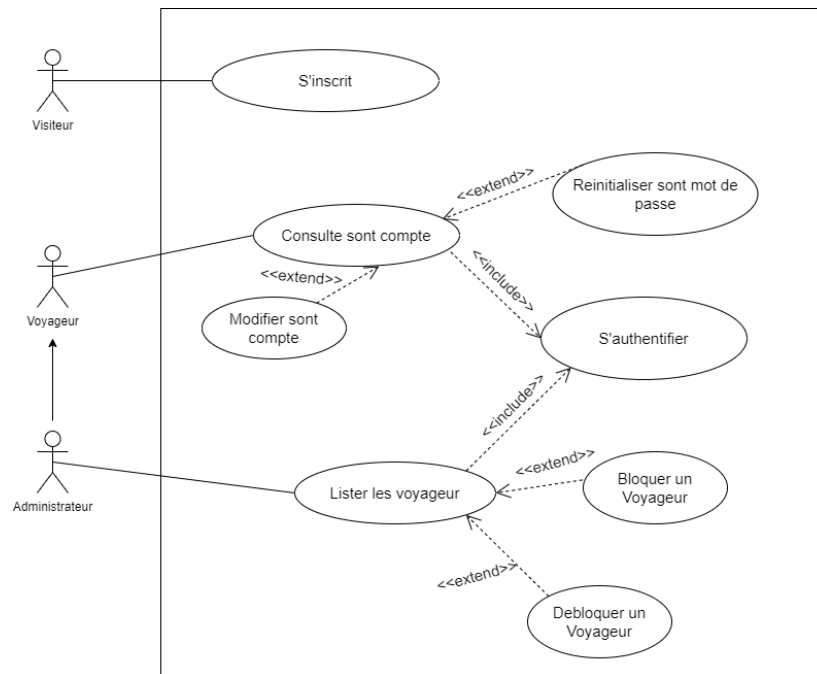 S'inscrit
Visiteur
<<extend>>
Reinitialiser sont mot de
passe
Consulte sont compte
<<extend>>
<<include>>
Voyageur
Modifier sont
compte
S'authentifier
<<include>>
Administrateur
Lister les voyageur
<<extend>>
Bloquer un
Voyageur
<<extend>>
Debloquer un
Voyageur